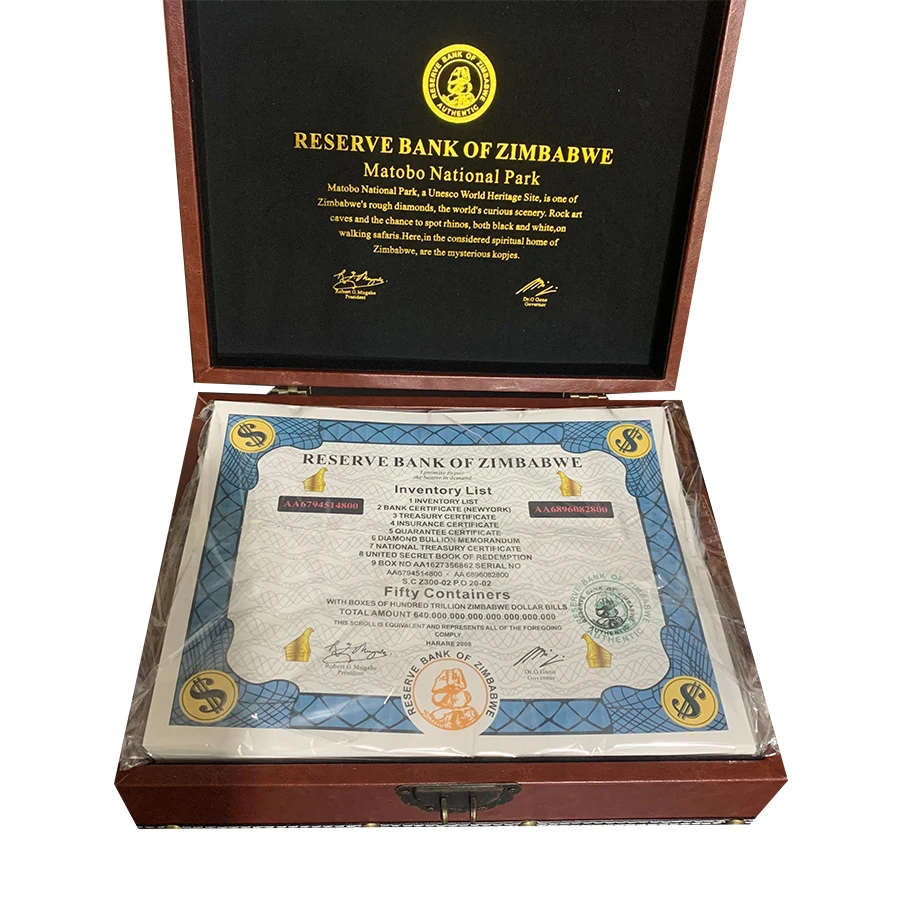 RESERVE BANK OF ZIMBABWE
AUTHENTIC
RESERVE BANK OF ZIMBABWE
Matobo National Park
Matobo National Park, a Unesco World Heritage Site, is one of
Zimbabwe's rough diamonds, the world's curious scenery. Rock art
caves and the chance to spot rhinos, both black and white,on
walking safaris.Here,in the considered spiritual home of
Zimbabwe, are the mysterious kopjes.
Robert G Mugabe
President
Dr.G Gono
Governor
RESERVE BANK OF ZIMBABWE
I promise to pay
the bearer on demand
Inventory List
AA6794514800
AA6896082800
1 INVENTORY LIST
2 BANK CERTIFICATE (NEWYORK)
3 TREASURY CERTIFICATE
4 INSURANCE CERTIFICATE
5 QUARANTEE CERTIFICATE
6 DIAMOND BULLION MEMORANDUM
7 NATIONAL TREASURY CERTIFICATE
8 UNITED SECRET BOOK OF REDEMPTION
9 BOX NO AA1627356862 SERIAL NO
AA6794514800 - AA 6896082800
S.C Z300-02 P.O 20-02
Fifty Containers
WITH BOXES OF HUNDRED TRILLION ZIMBABWE DOLLAR BILLS
TOTAL AMOUNT 640.000.000.000.000.000.000.000
THIS SCROLL IS EQUIVALENT AND REPRESENTS ALL OF THE FOREGOING
COMPLY.
HARARE 2008
Robert G Mugabe
President
Dr.G Gono
Governor
RESERVE BANK OF ZIMBABWE
AUTHENTIC
RESERVE BANK OF ZIMBABWE